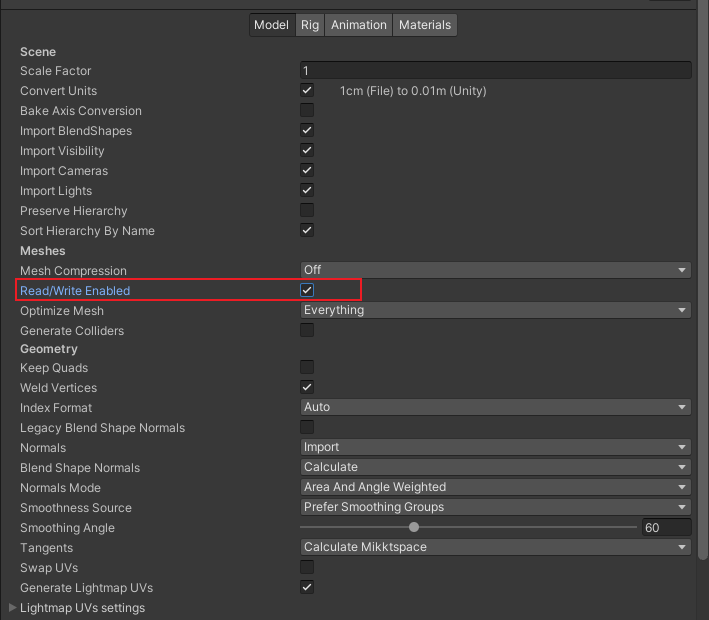 Model Rig Animation Materials
Scene
Scale Factor 1
Convert Units 1cm (File) to 0.01m (Unity)
Bake Axis Conversion
Import BlendShapes
Import Visibility
Import Cameras
Import Lights
Preserve Hierarchy
Sort Hierarchy By Name
Meshes
Mesh Compression Off
Read/Write Enabled
Optimize Mesh Everything
Generate Colliders
Geometry
Keep Quads
Weld Vertices
Index Format Auto
Legacy Blend Shape Normals
Normals Import
Blend Shape Normals Calculate
Normals Mode Area And Angle Weighted
Smoothness Source Prefer Smoothing Groups
Smoothing Angle 60
Tangents Calculate Mikktspace
Swap UVs
Generate Lightmap UVs
Lightmap UVs settings